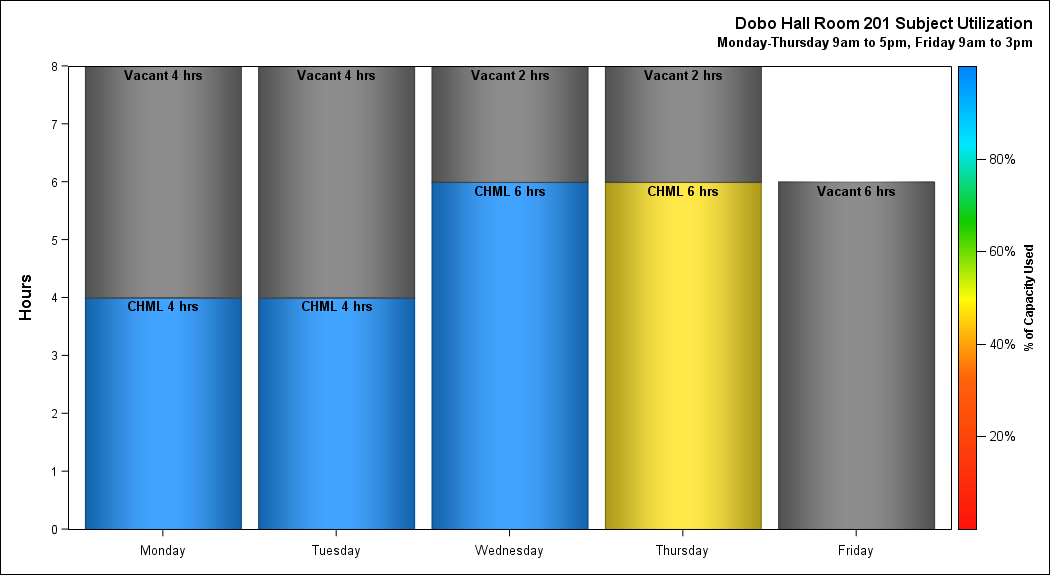 Dobo Hall Room 201 Subject Utilization
Monday-Thursday 9am to 5pm, Friday 9am to 3pm
Hours
8
7
6
5
4
3
2
1
0
Vacant 4 hrs
CHML 4 hrs
Vacant 4 hrs
CHML 4 hrs
Vacant 2 hrs
CHML 6 hrs
Vacant 2 hrs
CHML 6 hrs
Vacant 6 hrs
Monday
Tuesday
Wednesday
Thursday
Friday
80%
60%
40%
20%
% of Capacity Used